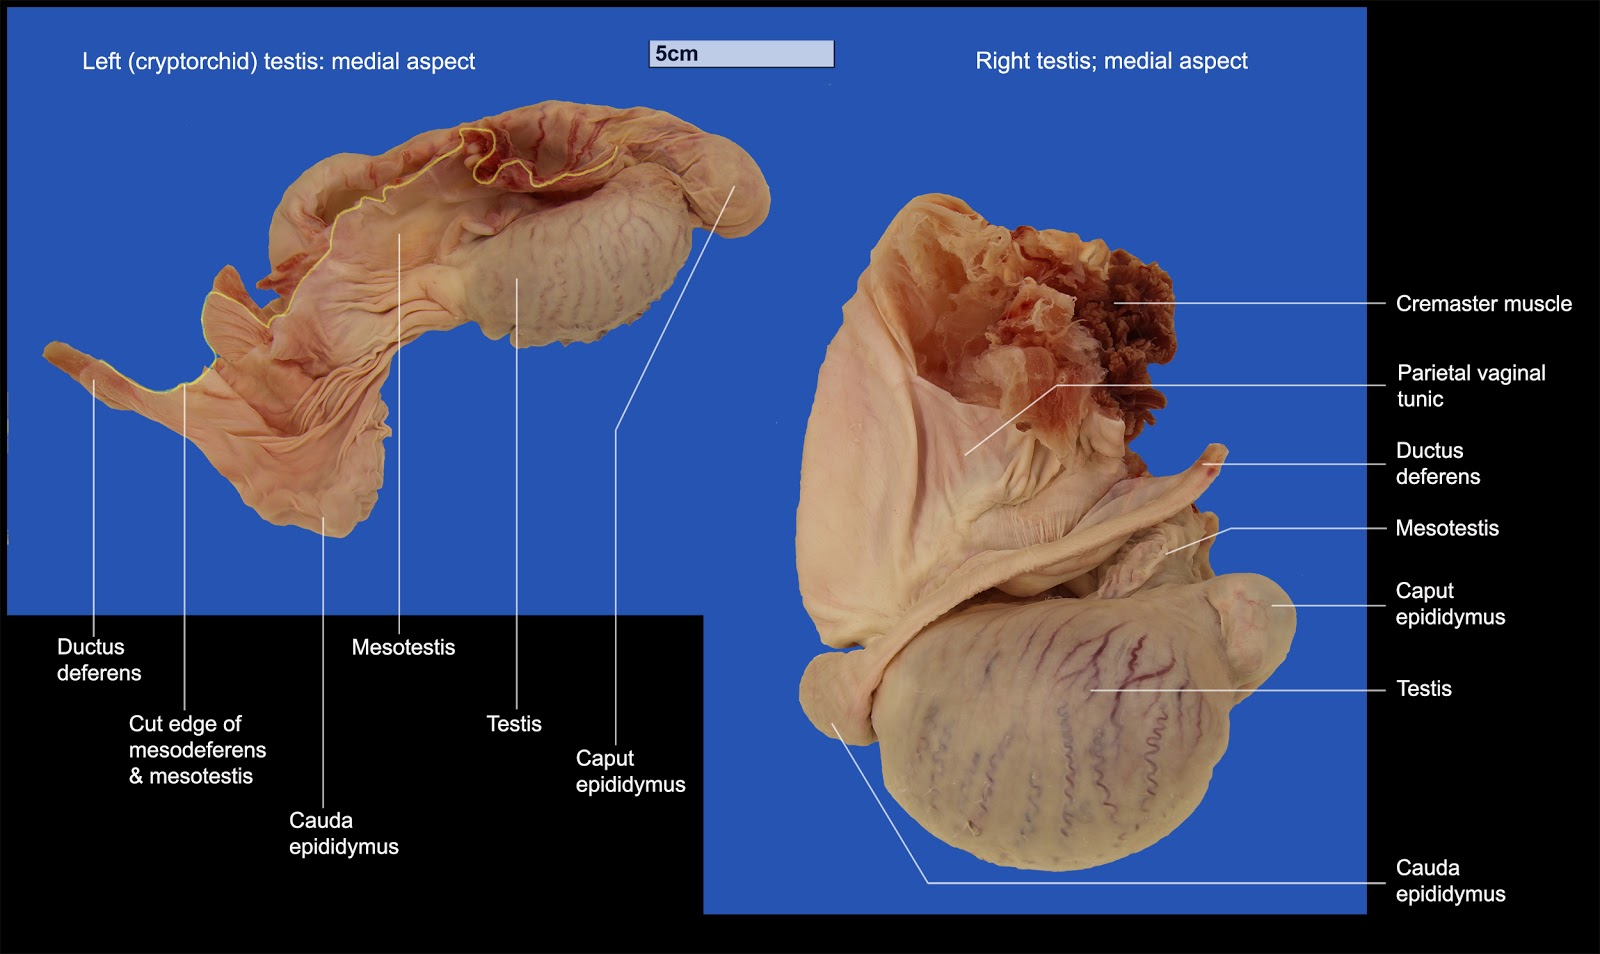 Left (cryptorchid) testis: medial aspect
5cm
Right testis; medial aspect
Cremaster muscle
Parietal vaginal
tunic
Ductus
deferens
Mesotestis
Caput
epididymus
Testis
Cauda
epididymus
Ductus
deferens
Cut edge of
mesodeferens
& mesotestis
Cauda
epididymus
Mesotestis
Testis
Caput
epididymus